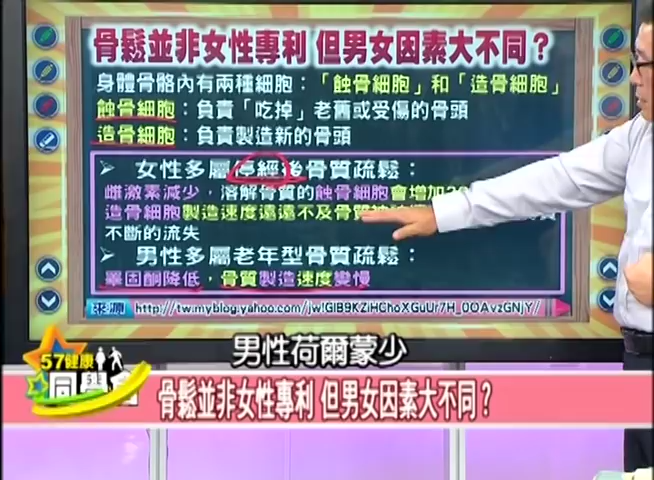 骨鬆並非女性專利 但男女因素大不同？
身體骨骼內有兩種細胞：「蝕骨細胞」和「造骨細胞」
蝕骨細胞：負責「吃掉」老舊或受傷的骨頭
造骨細胞：負責製造新的骨頭
➢ 女性多屬停經後骨質疏鬆：
雌激素減少，溶解骨質的蝕骨細胞會增加
造骨細胞製造速度遠遠不及骨質
不斷的流失
➢ 男性多屬老年型骨質疏鬆：
睪固酮降低，骨質製造速度變慢
來源 http://tw.myblog.yahoo.com/jw!GIB9KZiHChoXGuUr7H_0OAvzGNJY/
男性荷爾蒙少
57健康
同學會
骨鬆並非女性專利 但男女因素大不同？